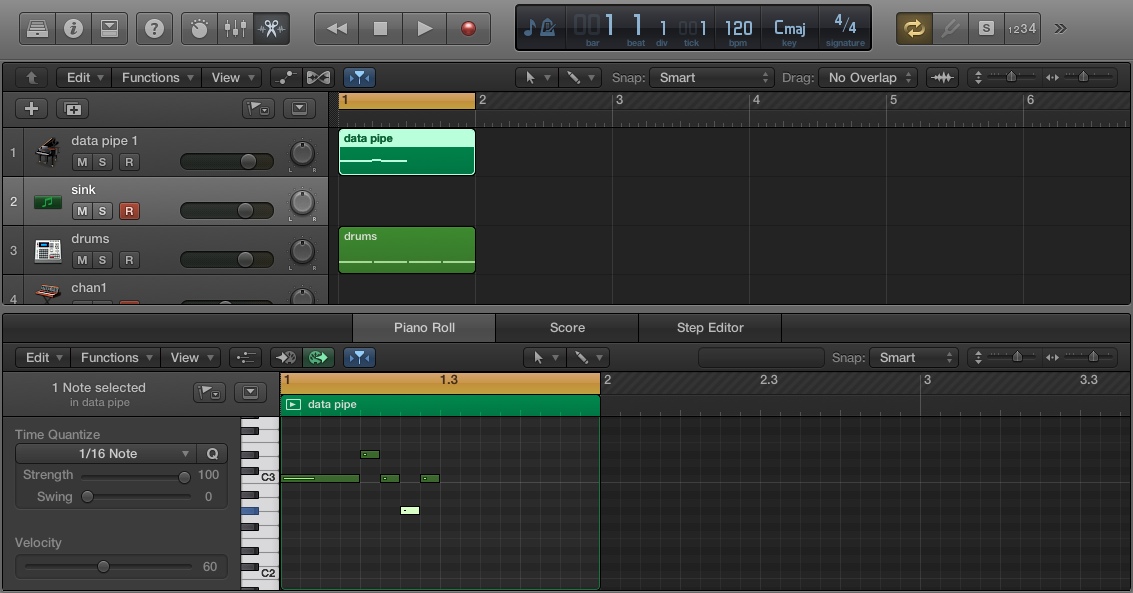 ? S 1234
001 1 1 001 120 Cmaj 4/4
bar beat div tick bpm key signature
Edit Functions View Snap: Smart Drag: No Overlap
1 2 3 4 5 6
1 data pipe 1 data pipe
M S R L R
2 sink
M S R L R
3 drums drums
M S R L R
4 chan1
Piano Roll Score Step Editor
Edit Functions View Snap: Smart
1 Note selected 1 1.3 2 2.3 3 3.3
in data pipe data pipe
Time Quantize
1/16 Note Q
Strength 100 C3
Swing 0
Velocity
60 C2